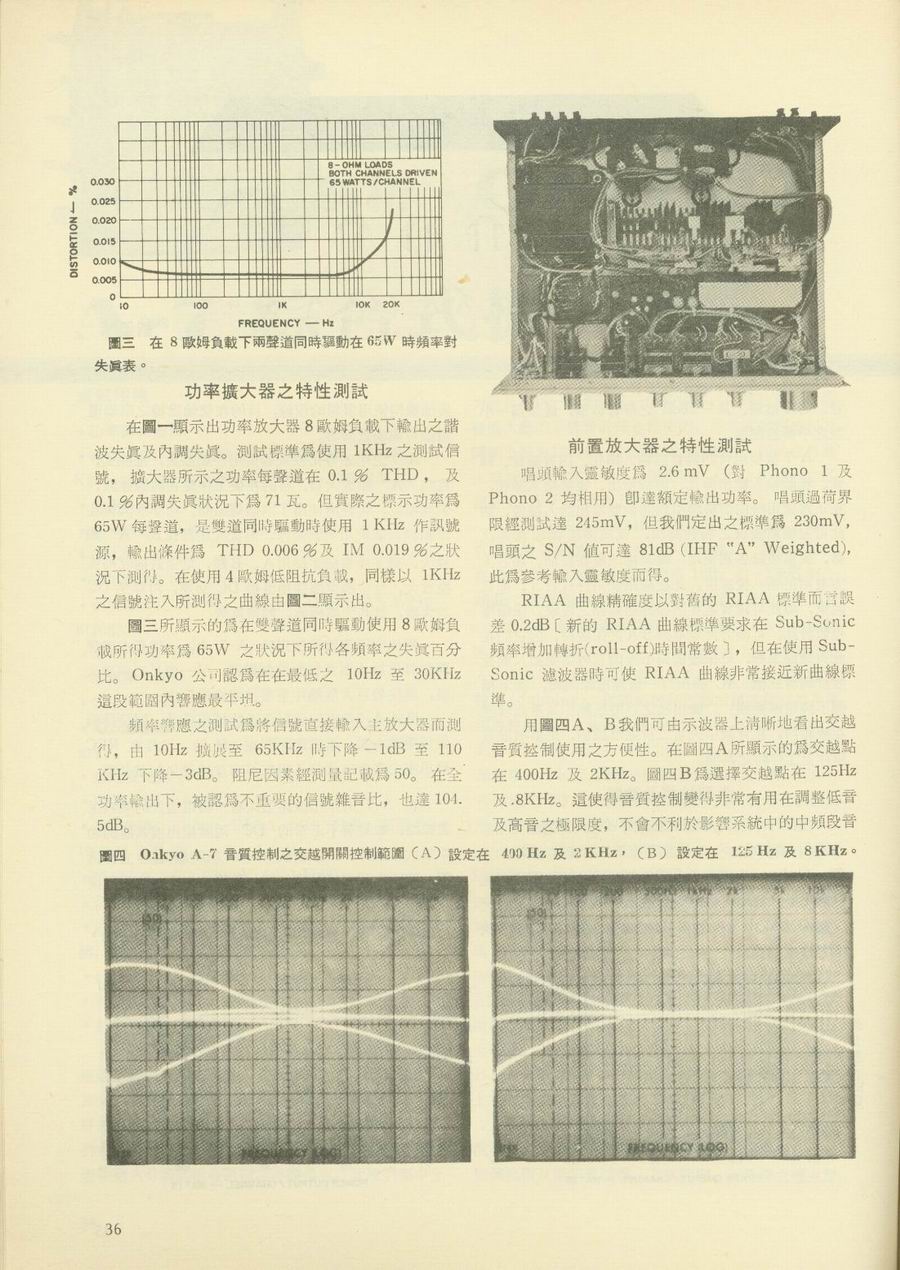 8-OHM LOADS
BOTH CHANNELS DRIVEN
65 WATTS/CHANNEL
DISTORTION — %
0.030
0.025
0.020
0.015
0.010
0.005
0
10 100 1K 10K 20K
FREQUENCY — Hz
圖三 在 8 歐姆負載下兩聲道同時驅動在 65W 時頻率對
失眞表。
功率擴大器之特性測試
在圖一顯示出功率放大器 8 歐姆負載下輸出之諧
波失眞及內調失眞。測試標準爲使用 1KHz 之測試信
號， 擴大器所示之功率每聲道在 0.1 % THD， 及
0.1 %內調失眞狀況下爲 71 瓦。但實際之標示功率爲
65W 每聲道，是雙道同時驅動時使用 1 KHz 作訊號
源，輸出條件爲 THD 0.006 %及 IM 0.019 %之狀
況下測得。在使用 4 歐姆低阻抗負載，同樣以 1KHz
之信號注入所測得之曲線由圖二顯示出。
圖三所顯示的爲在雙聲道同時驅動使用 8 歐姆負
載所得功率爲 65W 之狀況下所得各頻率之失眞百分
比。 Onkyo 公司認爲在在最低之 10Hz 至 30KHz
這段範圍內響應最平坦。
頻率響應之測試爲將信號直接輸入主放大器而測
得，由 10Hz 擴展至 65KHz 時下降 －1dB 至 110
KHz 下降－3dB。 阻尼因素經測量記載爲 50。 在全
功率輸出下，被認爲不重要的信號雜音比，也達 104.
5dB。
前置放大器之特性測試
唱頭輸入靈敏度爲 2.6 mV (對 Phono 1 及
Phono 2 均相用) 卽達額定輸出功率。 唱頭過荷界
限經測試達 245mV，但我們定出之標準爲 230mV，
唱頭之 S/N 値可達 81dB (IHF "A" Weighted)，
此爲參考輸入靈敏度而得。
RIAA 曲線精確度以對舊的 RIAA 標準而言誤
差 0.2dB〔 新的 RIAA 曲線標準要求在 Sub-Sonic
頻率增加轉折(roll-off)時間常數〕，但在使用 Sub-
Sonic 濾波器時可使 RIAA 曲線非常接近新曲線標
準。
用圖四A、B我們可由示波器上清晰地看出交越
音質控制使用之方便性。在圖四A所顯示的爲交越點
在 400Hz 及 2KHz。圖四B爲選擇交越點在 125Hz
及.8KHz。這使得音質控制變得非常有用在調整低音
及高音之極限度，不會不利於影響系統中的中頻段音
圖四 Onkyo A-7 音質控制之交越開關控制範圍（A）設定在 400 Hz 及 2 KHz，（B） 設定在 125 Hz 及 8 KHz。
(50)
FREQUENCY (LOG)
(50)
500Hz 1kHz 2k 5k 10k
FREQUENCY (LOG)
36